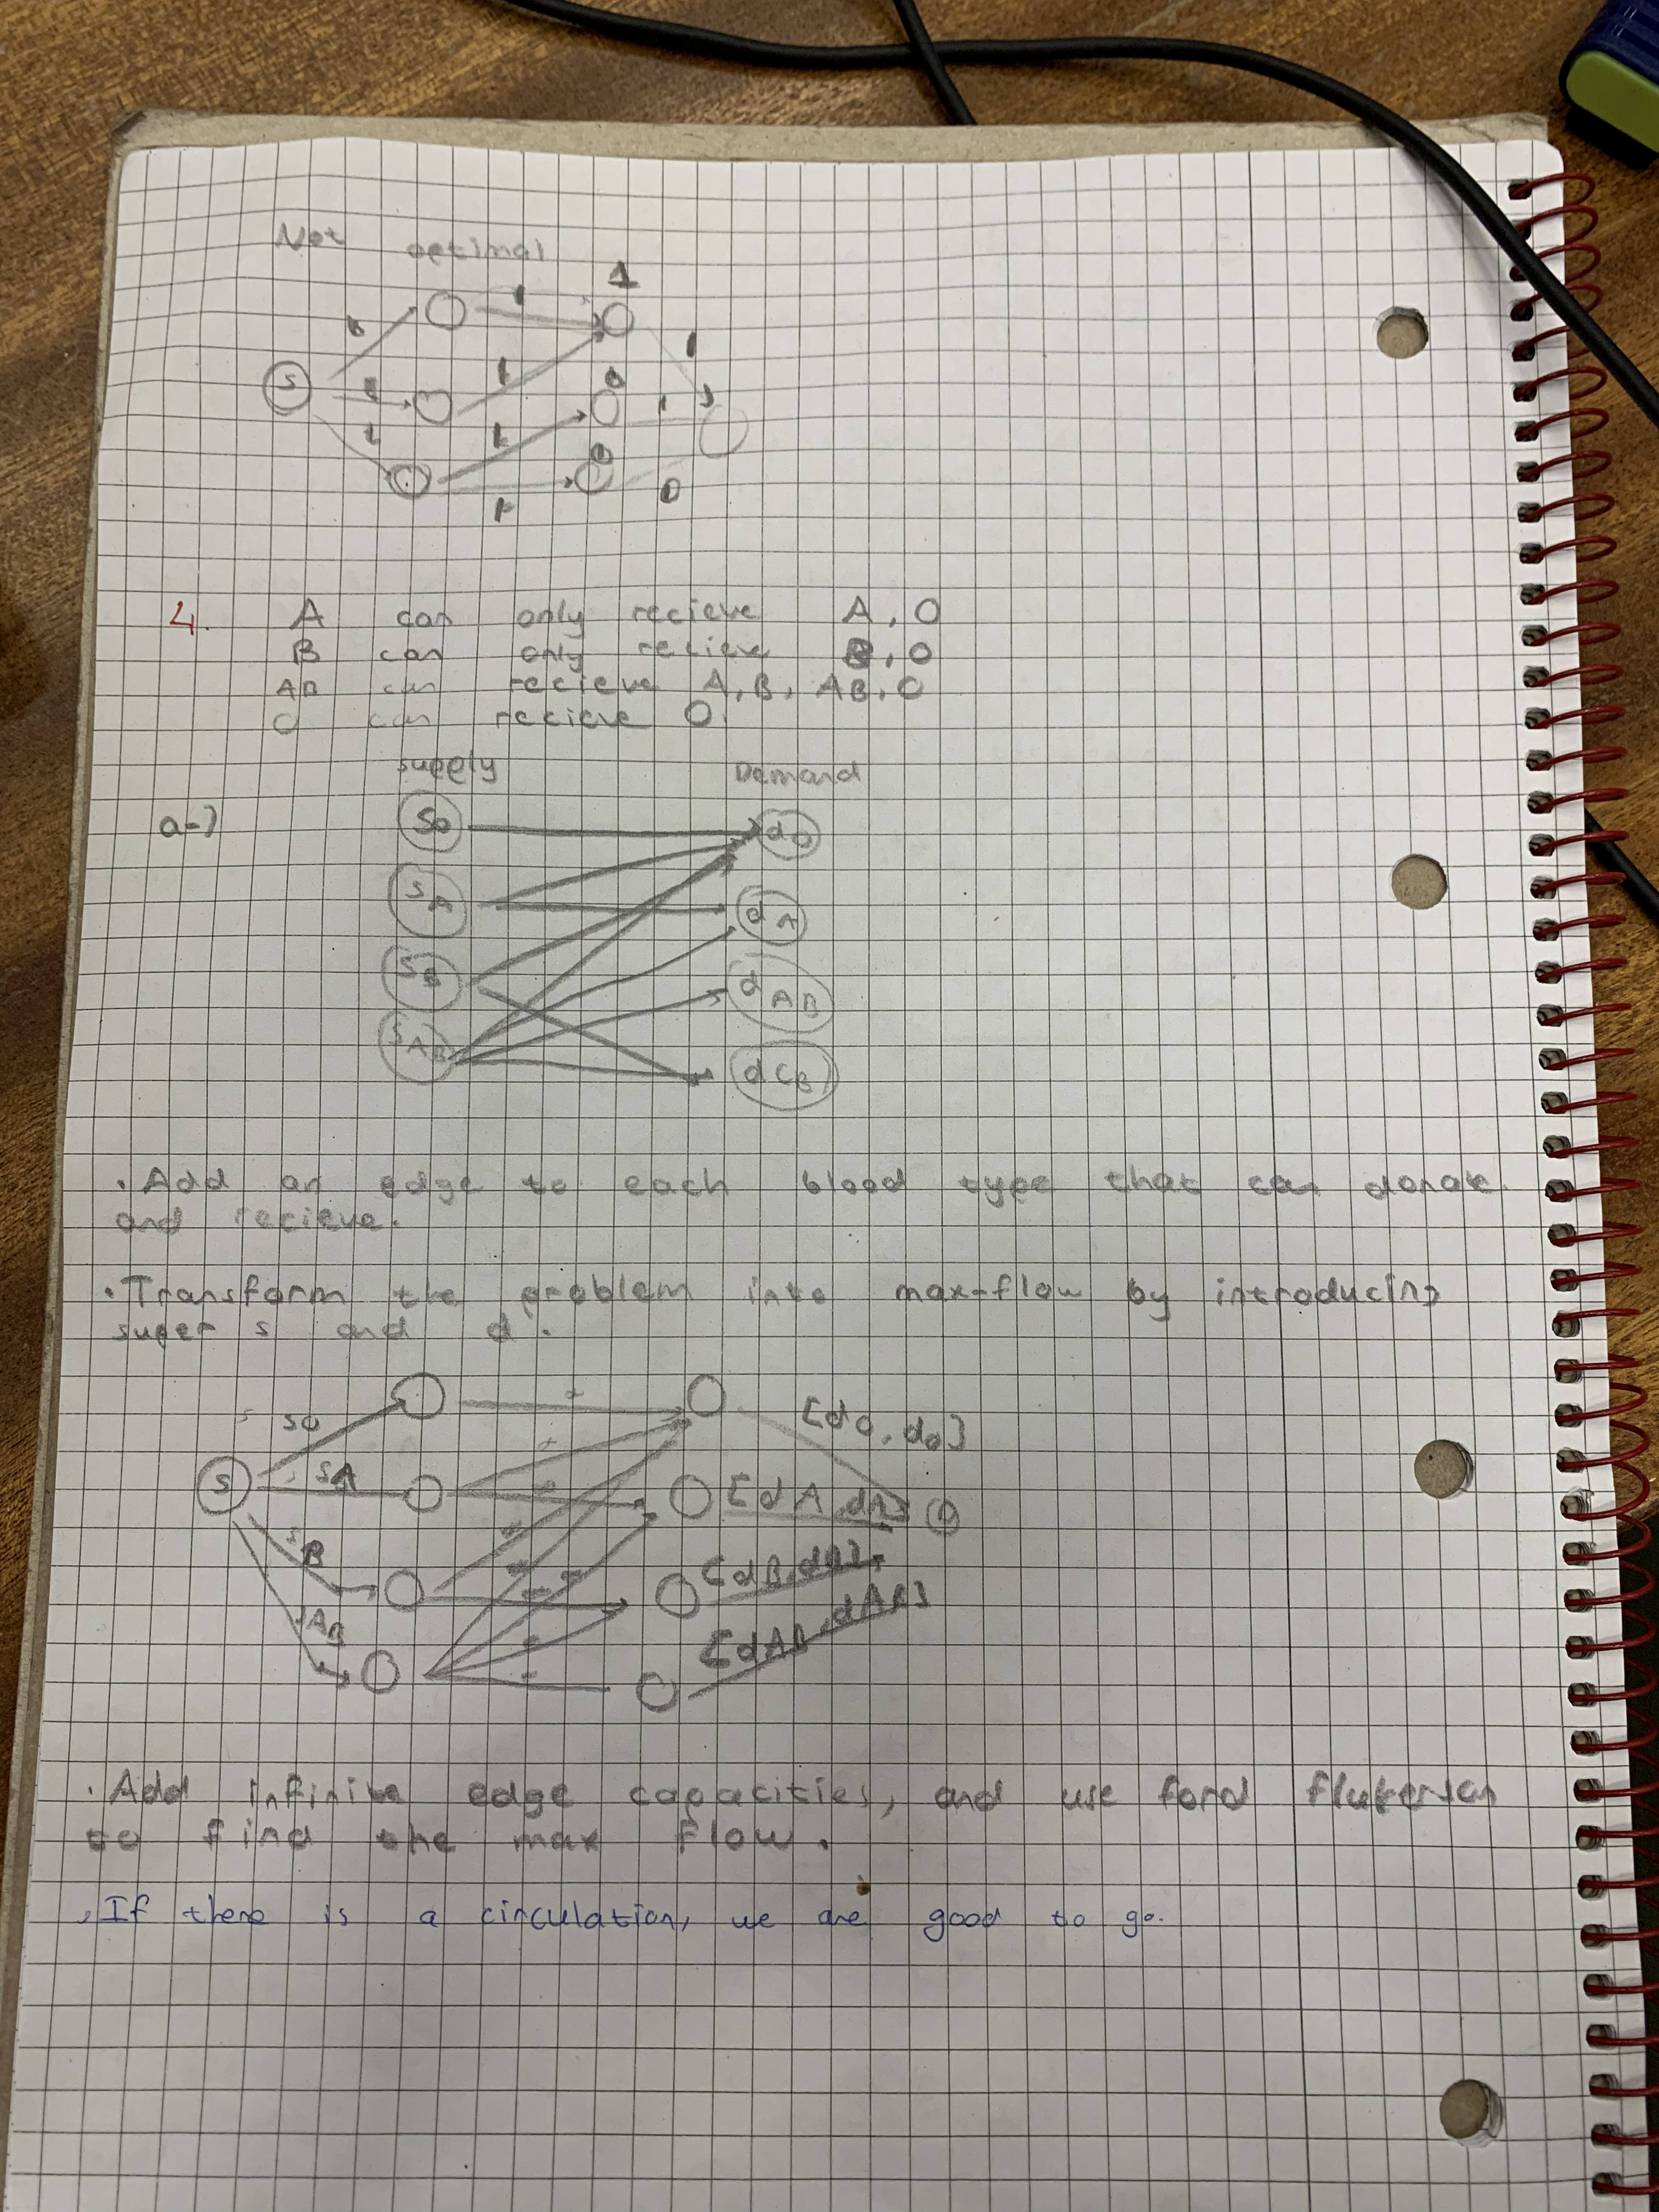 Not optimal
1
1
S
1
1
0
1
1
1
0
1
0
4. A can only recieve A, O
B can only recieve B, O
AB can recieve A, B, AB, O
O can recieve O.
supply Demand
a-) SO dO
SA dA
SB dAB
SAB dCB
. Add an edge to each blood type that can donate
and recieve.
. Transform the problem into max-flow by introducing
super s and d'.
SO [dO, dO]
S SA [dA, dA] t
SB [dB, dB]
SAB [dAB, dAB]
. Add infinite edge capacities, and use ford flukerson
to find the max flow.
. If there is a circulation, we are good to go.